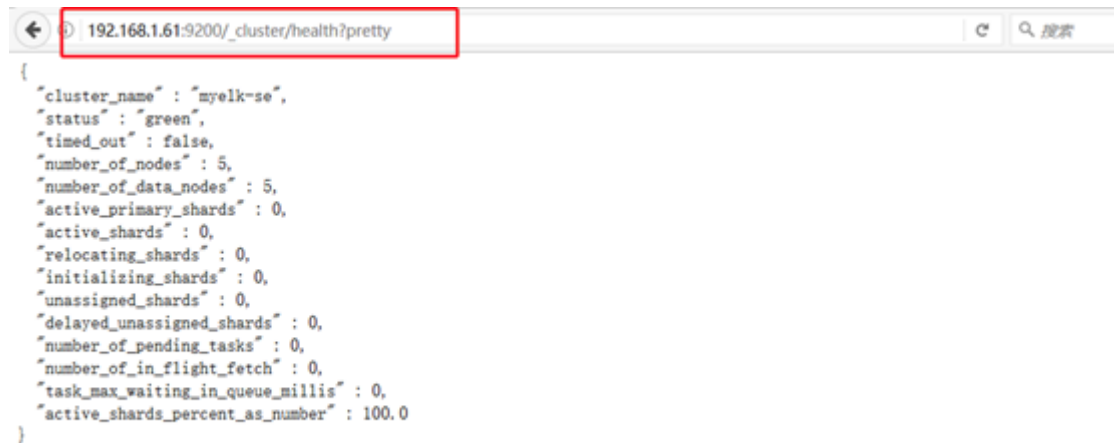 192.168.1.61:9200/_cluster/health?pretty
搜索
{
"cluster_name" : "myelk-se",
"status" : "green",
"timed_out" : false,
"number_of_nodes" : 5,
"number_of_data_nodes" : 5,
"active_primary_shards" : 0,
"active_shards" : 0,
"relocating_shards" : 0,
"initializing_shards" : 0,
"unassigned_shards" : 0,
"delayed_unassigned_shards" : 0,
"number_of_pending_tasks" : 0,
"number_of_in_flight_fetch" : 0,
"task_max_waiting_in_queue_millis" : 0,
"active_shards_percent_as_number" : 100.0
}